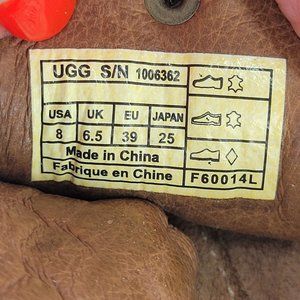 UGG S/N 1006362
USA UK EU JAPAN
8 6.5 39 25
Made in China
Fabrique en Chine
F60014L